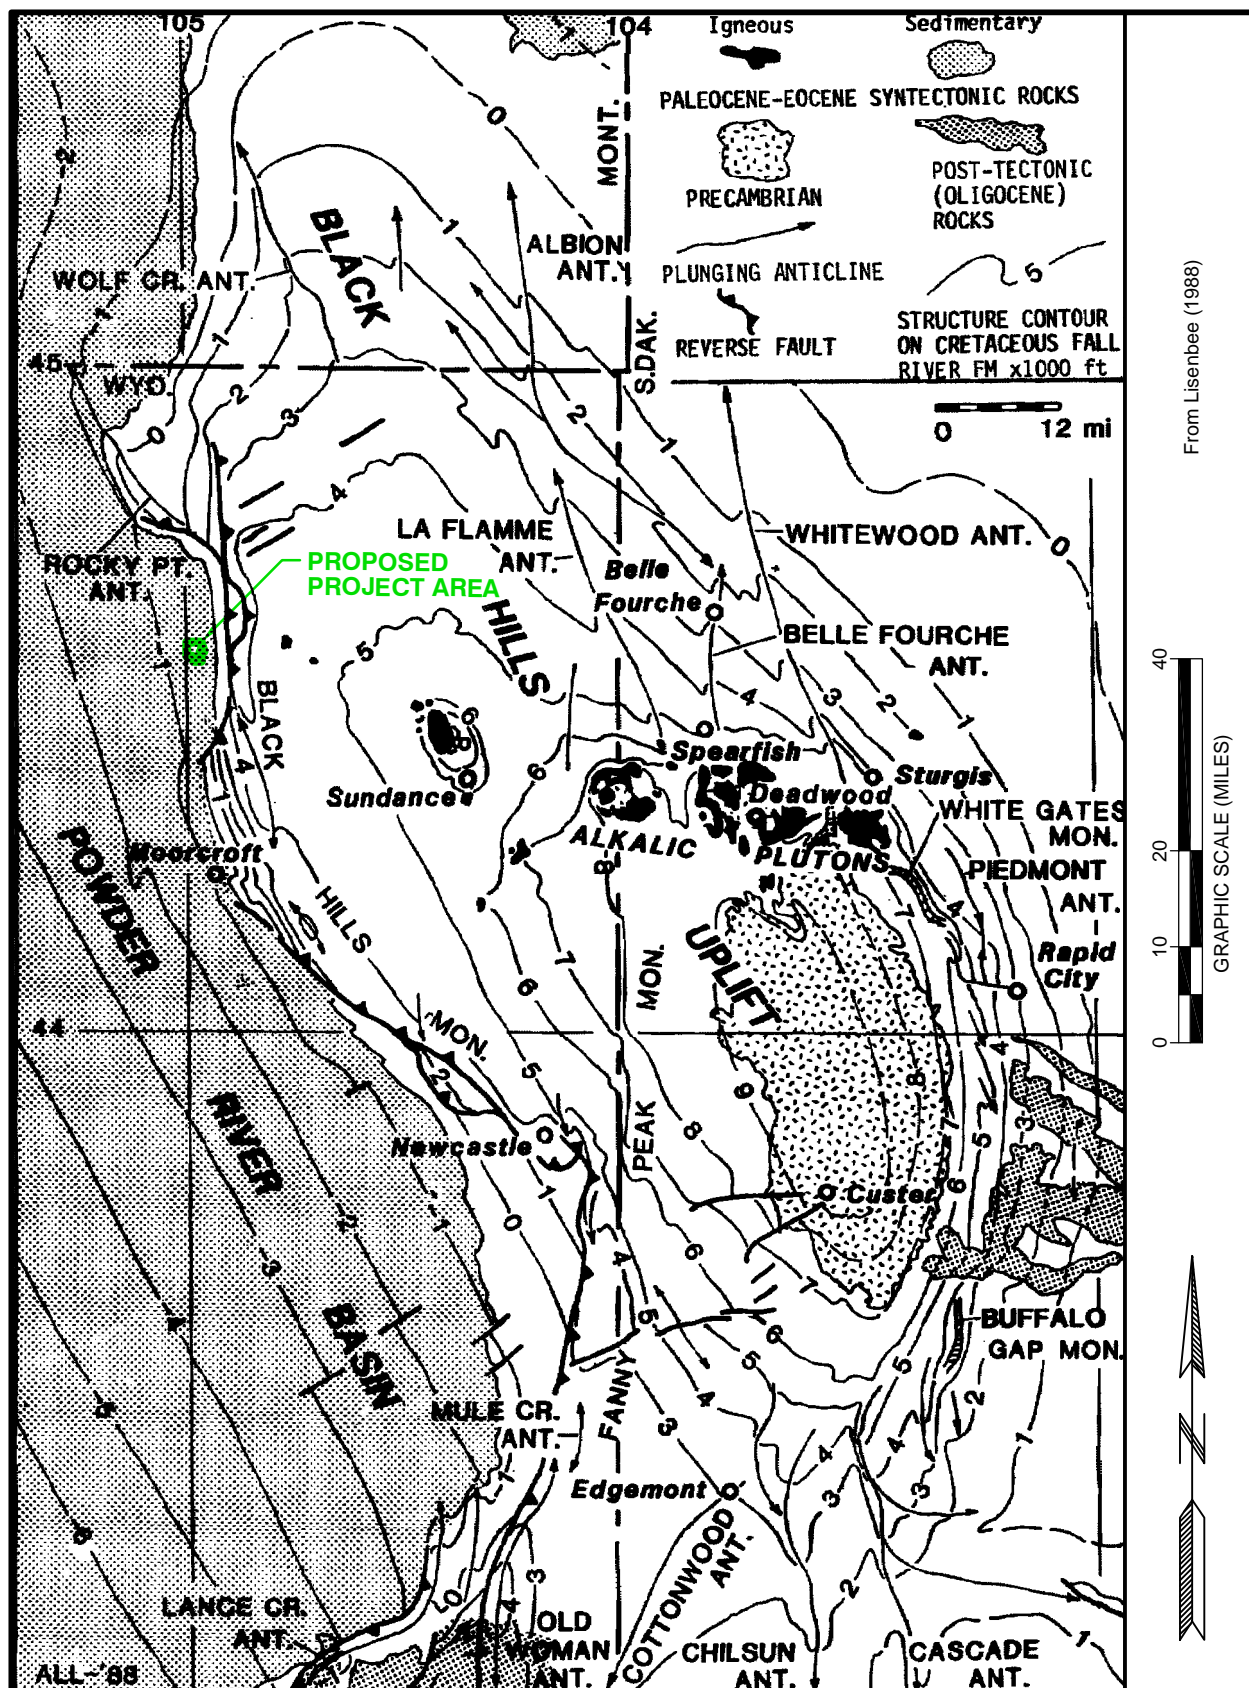 105
104
Igneous
Sedimentary
PALEOCENE-EOCENE SYNTECTONIC ROCKS
PRECAMBRIAN
POST-TECTONIC
(OLIGOCENE)
ROCKS
PLUNGING ANTICLINE
REVERSE FAULT
5
STRUCTURE CONTOUR
ON CRETACEOUS FALL
RIVER FM x1000 ft
0 12 mi
MONT.
S.DAK.
WYO.
45
44
BLACK
HILLS
UPLIFT
ALBION
ANT.
WOLF CR. ANT.
ROCKY PT.
ANT.
PROPOSED
PROJECT AREA
LA FLAMME
ANT.
Belle
Fourche
WHITEWOOD ANT.
BELLE FOURCHE
ANT.
BLACK
HILLS
MON.
Sundance
Spearfish
Deadwood
Sturgis
ALKALIC
PLUTONS
WHITE GATES
MON.
PIEDMONT
ANT.
Rapid
City
Moorcroft
POWDER
RIVER
BASIN
Newcastle
Custer
FANNY
PEAK
MON.
BUFFALO
GAP MON.
MULE CR.
ANT.
Edgemont
COTTONWOOD
ANT.
LANCE CR.
ANT.
OLD
WOMAN
ANT.
CHILSUN
ANT.
CASCADE
ANT.
ALL-'88
From Lisenbee (1988)
40
20
10
0
GRAPHIC SCALE (MILES)
N